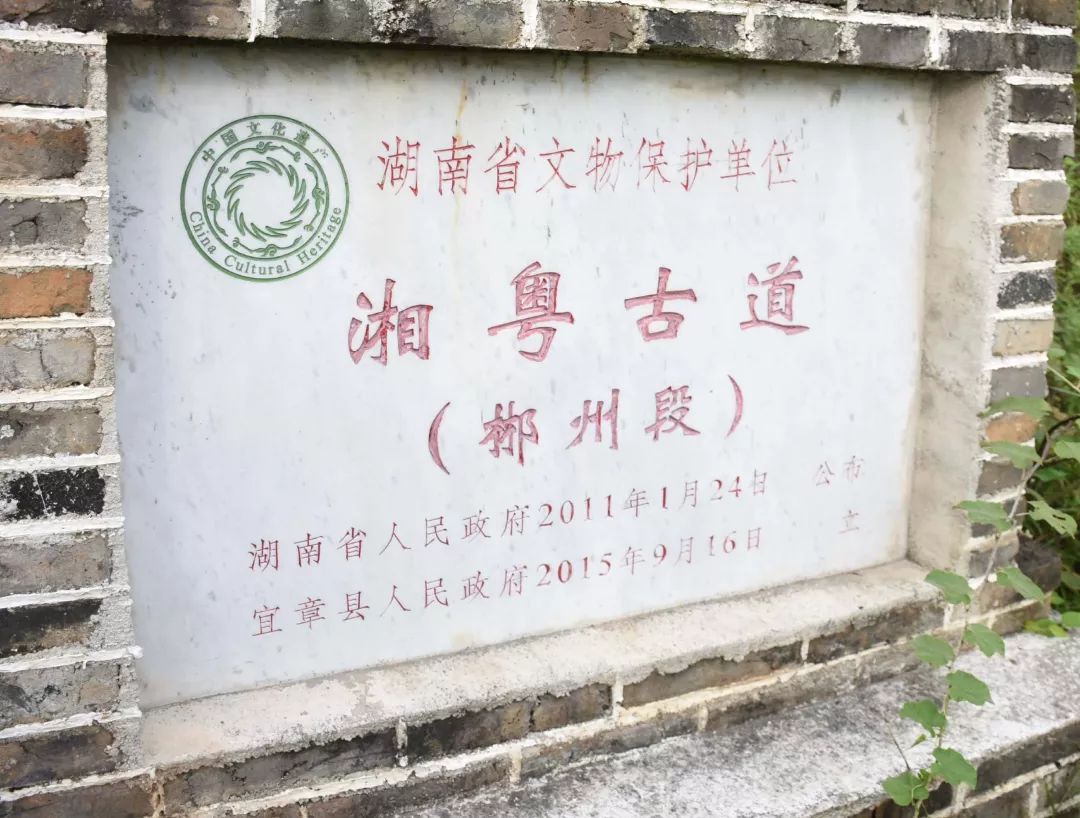 中国文化遗产
China Cultural Heritage
湖南省文物保护单位
湘粤古道
(郴州段)
湖南省人民政府2011年1月24日 公布
宜章县人民政府2015年9月16日 立